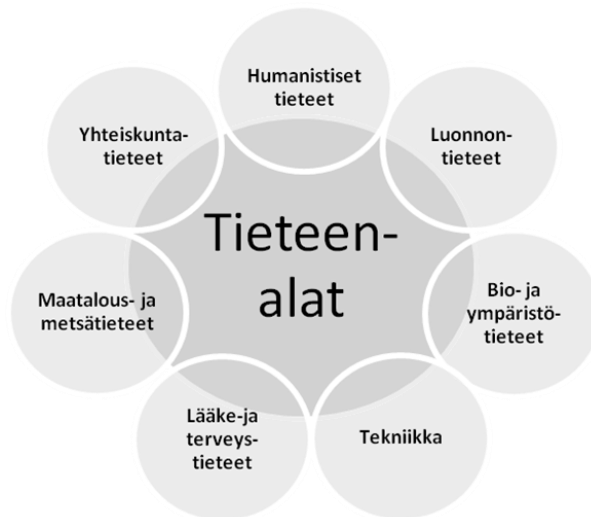 Humanistiset
tieteet
Luonnon-
tieteet
Bio- ja
ympäristö-
tieteet
Tekniikka
Lääke-ja
terveys-
tieteet
Maatalous- ja
metsätieteet
Yhteiskunta-
tieteet
Tieteen-
alat